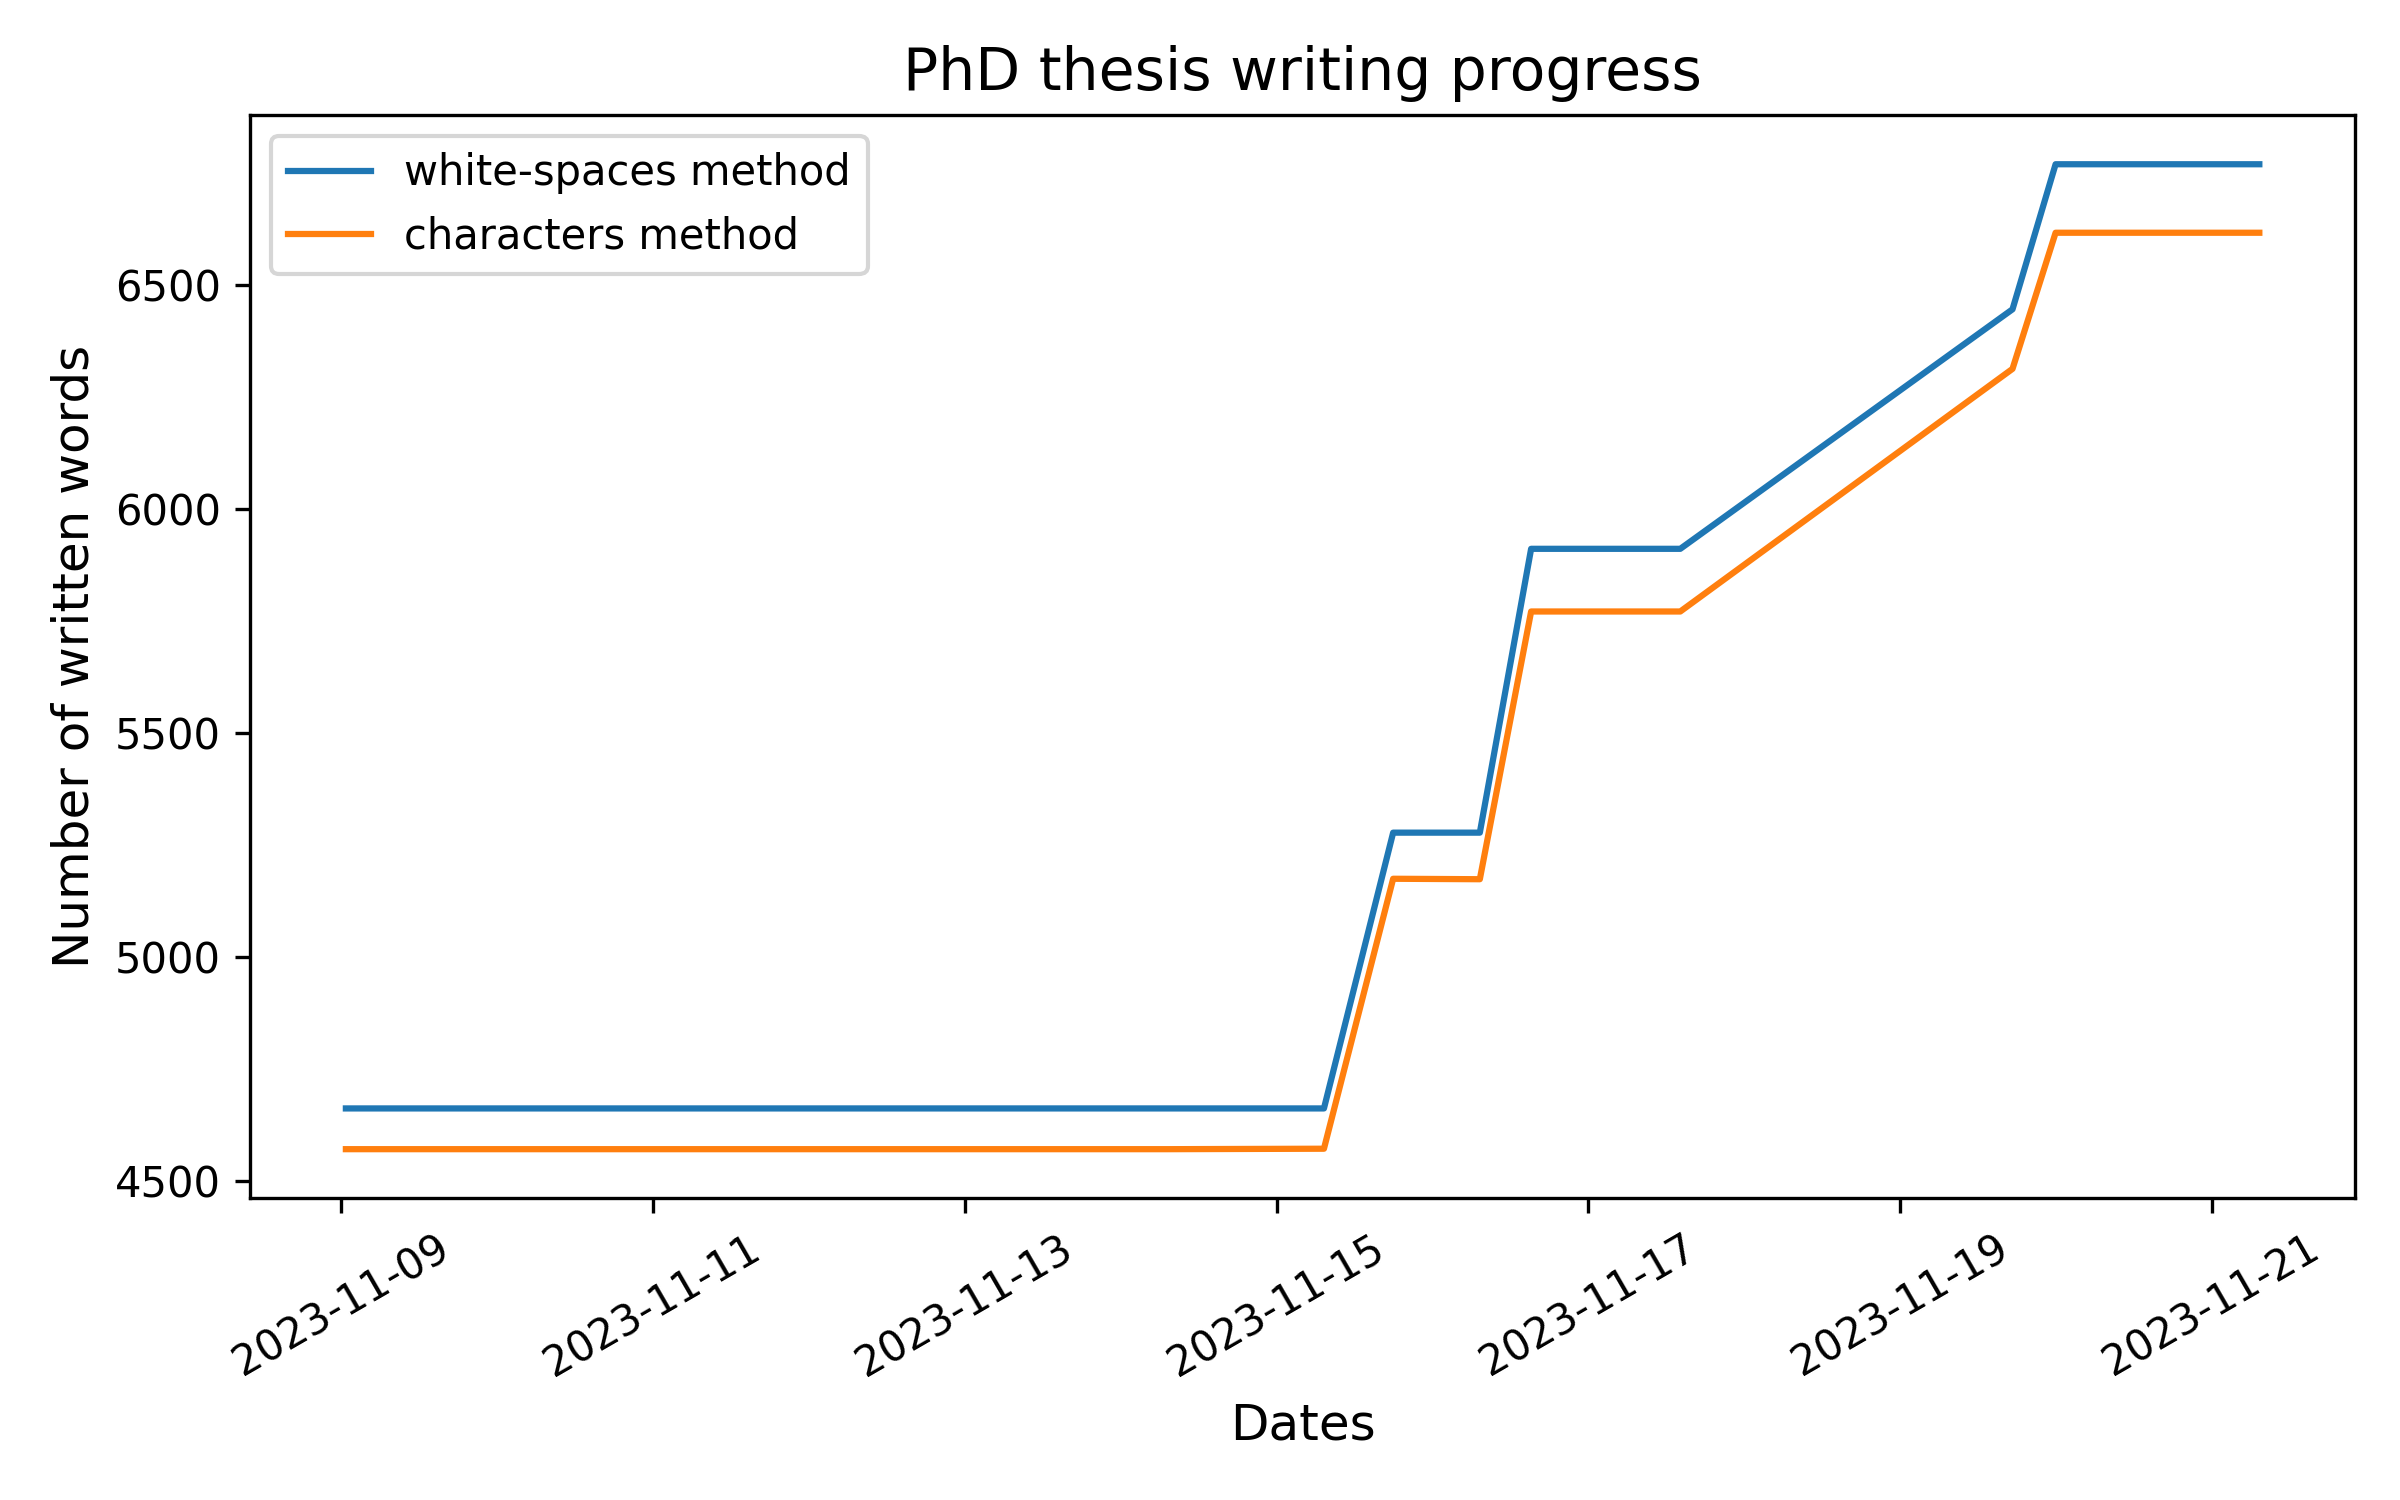 PhD thesis writing progress
white-spaces method
characters method
Number of written words
6500
6000
5500
5000
4500
2023-11-09
2023-11-11
2023-11-13
2023-11-15
2023-11-17
2023-11-19
2023-11-21
Dates